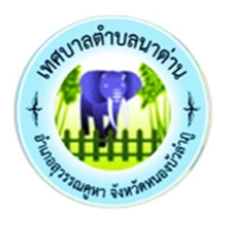 เทศบาลตำบลนาด่าน
อำเภอสุวรรณคูหา จังหวัดหนองบัวลำภู